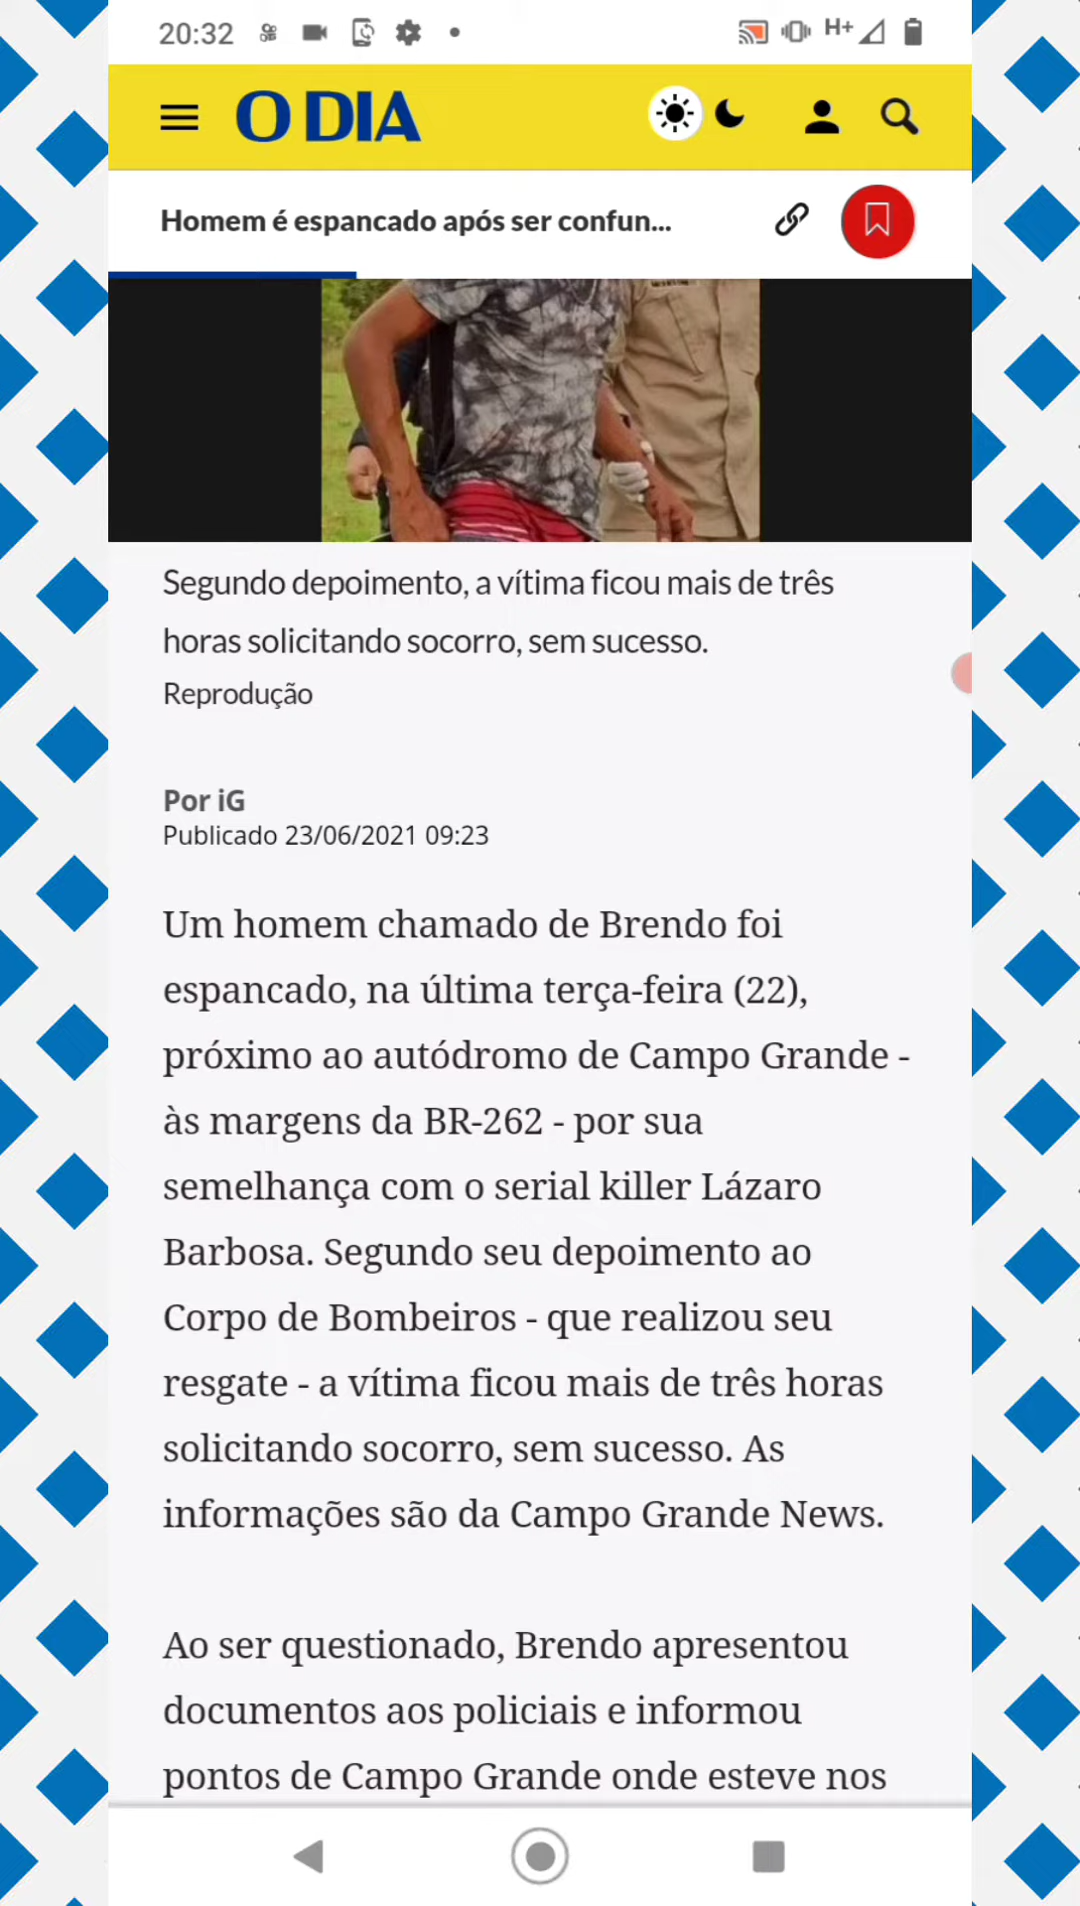 20:32
H+
O DIA
Homem é espancado após ser confun...
Segundo depoimento, a vítima ficou mais de três
horas solicitando socorro, sem sucesso.
Reprodução
Por iG
Publicado 23/06/2021 09:23
Um homem chamado de Brendo foi
espancado, na última terça-feira (22),
próximo ao autódromo de Campo Grande -
às margens da BR-262 - por sua
semelhança com o serial killer Lázaro
Barbosa. Segundo seu depoimento ao
Corpo de Bombeiros - que realizou seu
resgate - a vítima ficou mais de três horas
solicitando socorro, sem sucesso. As
informações são da Campo Grande News.
Ao ser questionado, Brendo apresentou
documentos aos policiais e informou
pontos de Campo Grande onde esteve nos